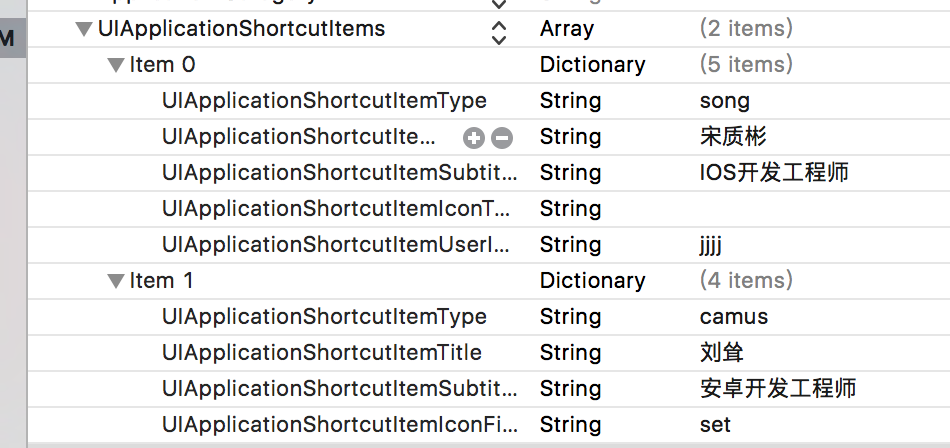 M
UIApplicationShortcutItems Array (2 items)
Item 0 Dictionary (5 items)
UIApplicationShortcutItemType String song
UIApplicationShortcutIte... String 宋质彬
UIApplicationShortcutItemSubtit... String IOS开发工程师
UIApplicationShortcutItemIconT... String
UIApplicationShortcutItemUserI... String jjjj
Item 1 Dictionary (4 items)
UIApplicationShortcutItemType String camus
UIApplicationShortcutItemTitle String 刘耸
UIApplicationShortcutItemSubtit... String 安卓开发工程师
UIApplicationShortcutItemIconFi... String set